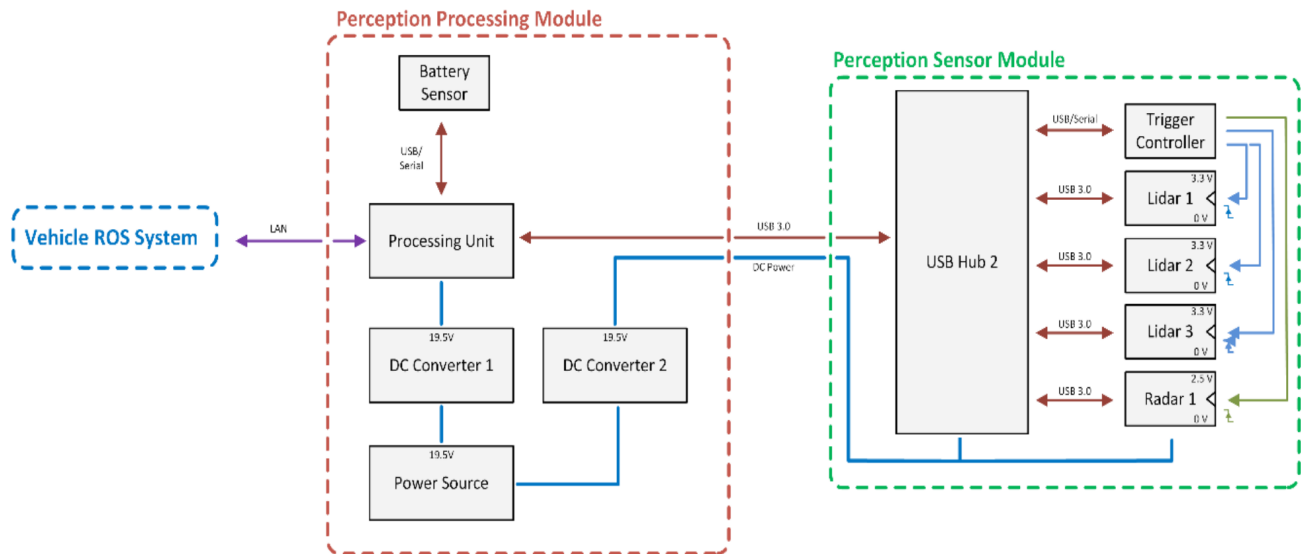 Perception Processing Module
Battery
Sensor
USB/
Serial
Vehicle ROS System
LAN
Processing Unit
USB 3.0
DC Power
19.5V
DC Converter 1
19.5V
DC Converter 2
19.5V
Power Source
Perception Sensor Module
USB Hub 2
USB/Serial
Trigger
Controller
USB 3.0
3.3 V
Lidar 1
0 V
USB 3.0
3.3 V
Lidar 2
0 V
USB 3.0
3.3 V
Lidar 3
0 V
USB 3.0
2.5 V
Radar 1
0 V